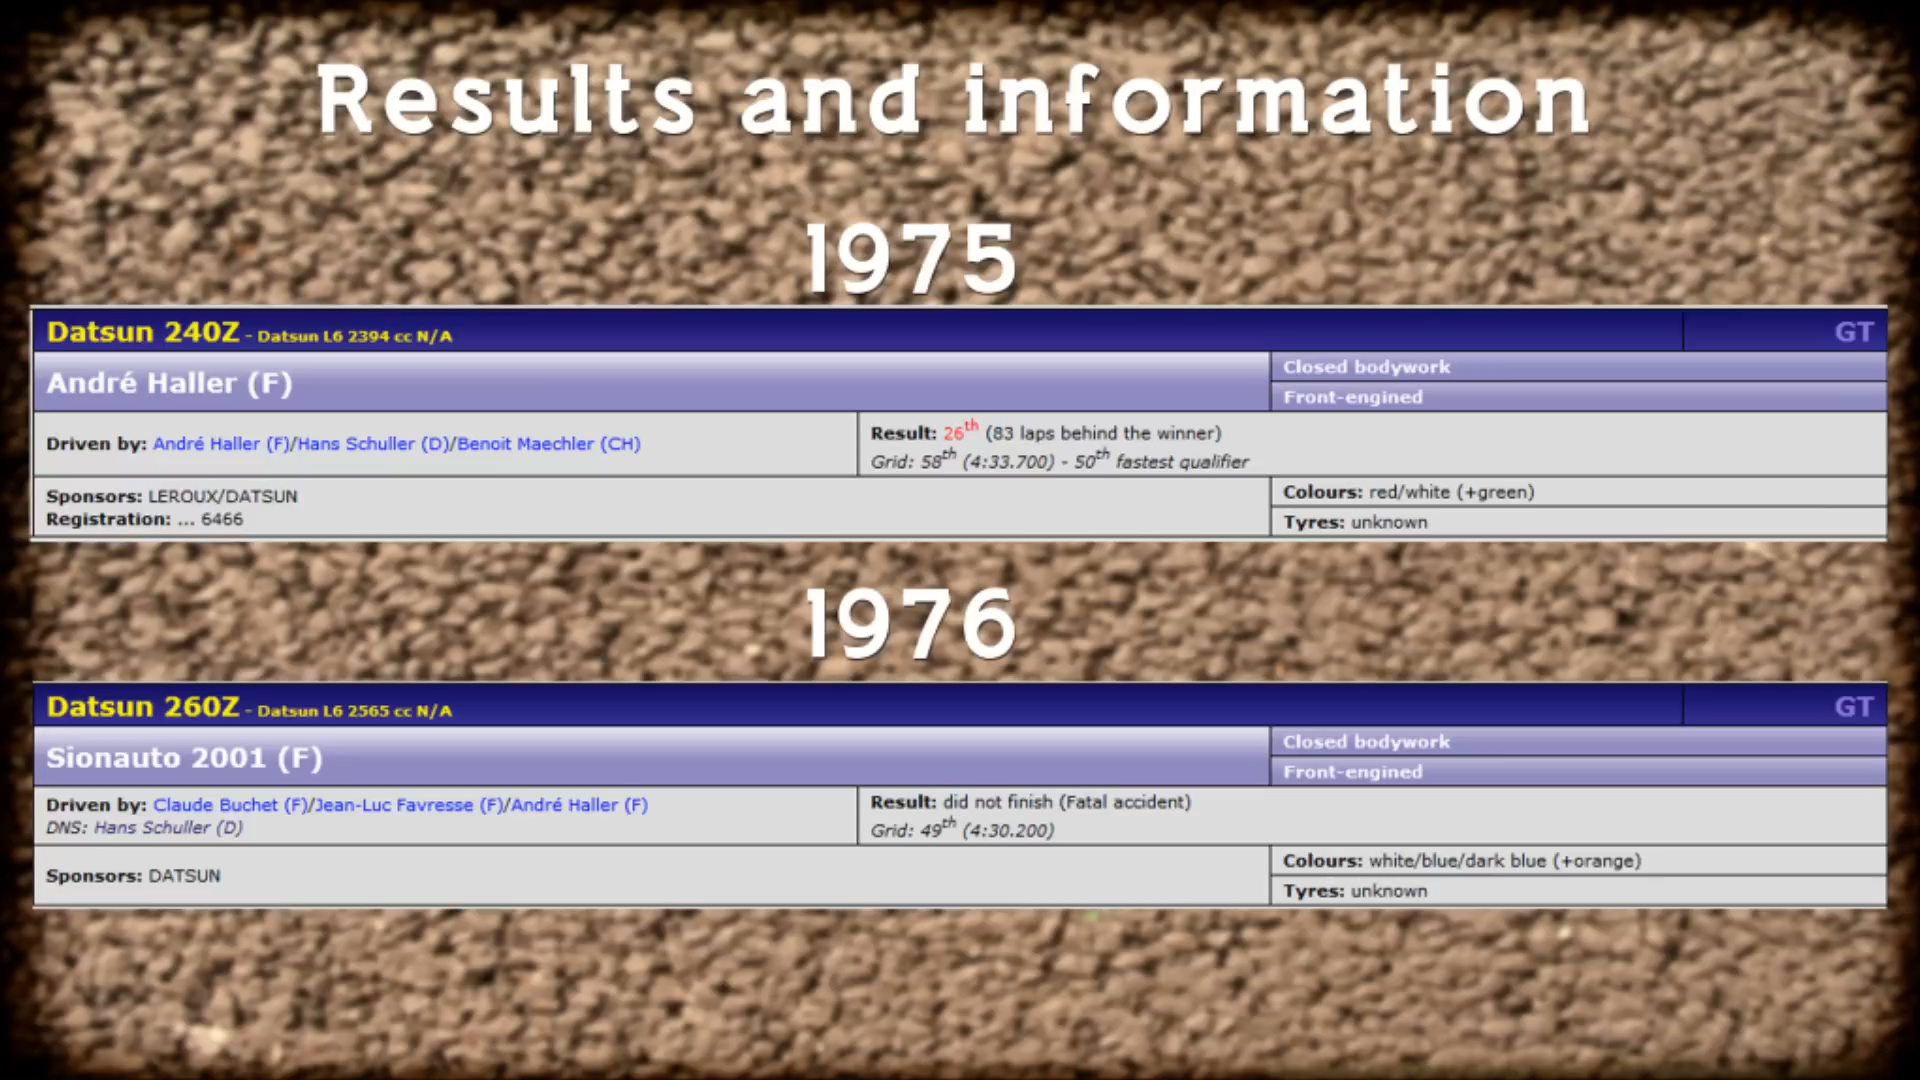 Results and information
1975
Datsun 240Z - Datsun L6 2394 cc N/A GT
André Haller (F)
Closed bodywork
Front-engined
Driven by: André Haller (F)/Hans Schuller (D)/Benoit Maechler (CH)
Result: 26th (83 laps behind the winner)
Grid: 58th (4:33.700) - 50th fastest qualifier
Sponsors: LEROUX/DATSUN
Registration: ... 6466
Colours: red/white (+green)
Tyres: unknown
1976
Datsun 260Z - Datsun L6 2565 cc N/A GT
Sionauto 2001 (F)
Closed bodywork
Front-engined
Driven by: Claude Buchet (F)/Jean-Luc Favresse (F)/André Haller (F)
DNS: Hans Schuller (D)
Result: did not finish (Fatal accident)
Grid: 49th (4:30.200)
Sponsors: DATSUN
Colours: white/blue/dark blue (+orange)
Tyres: unknown